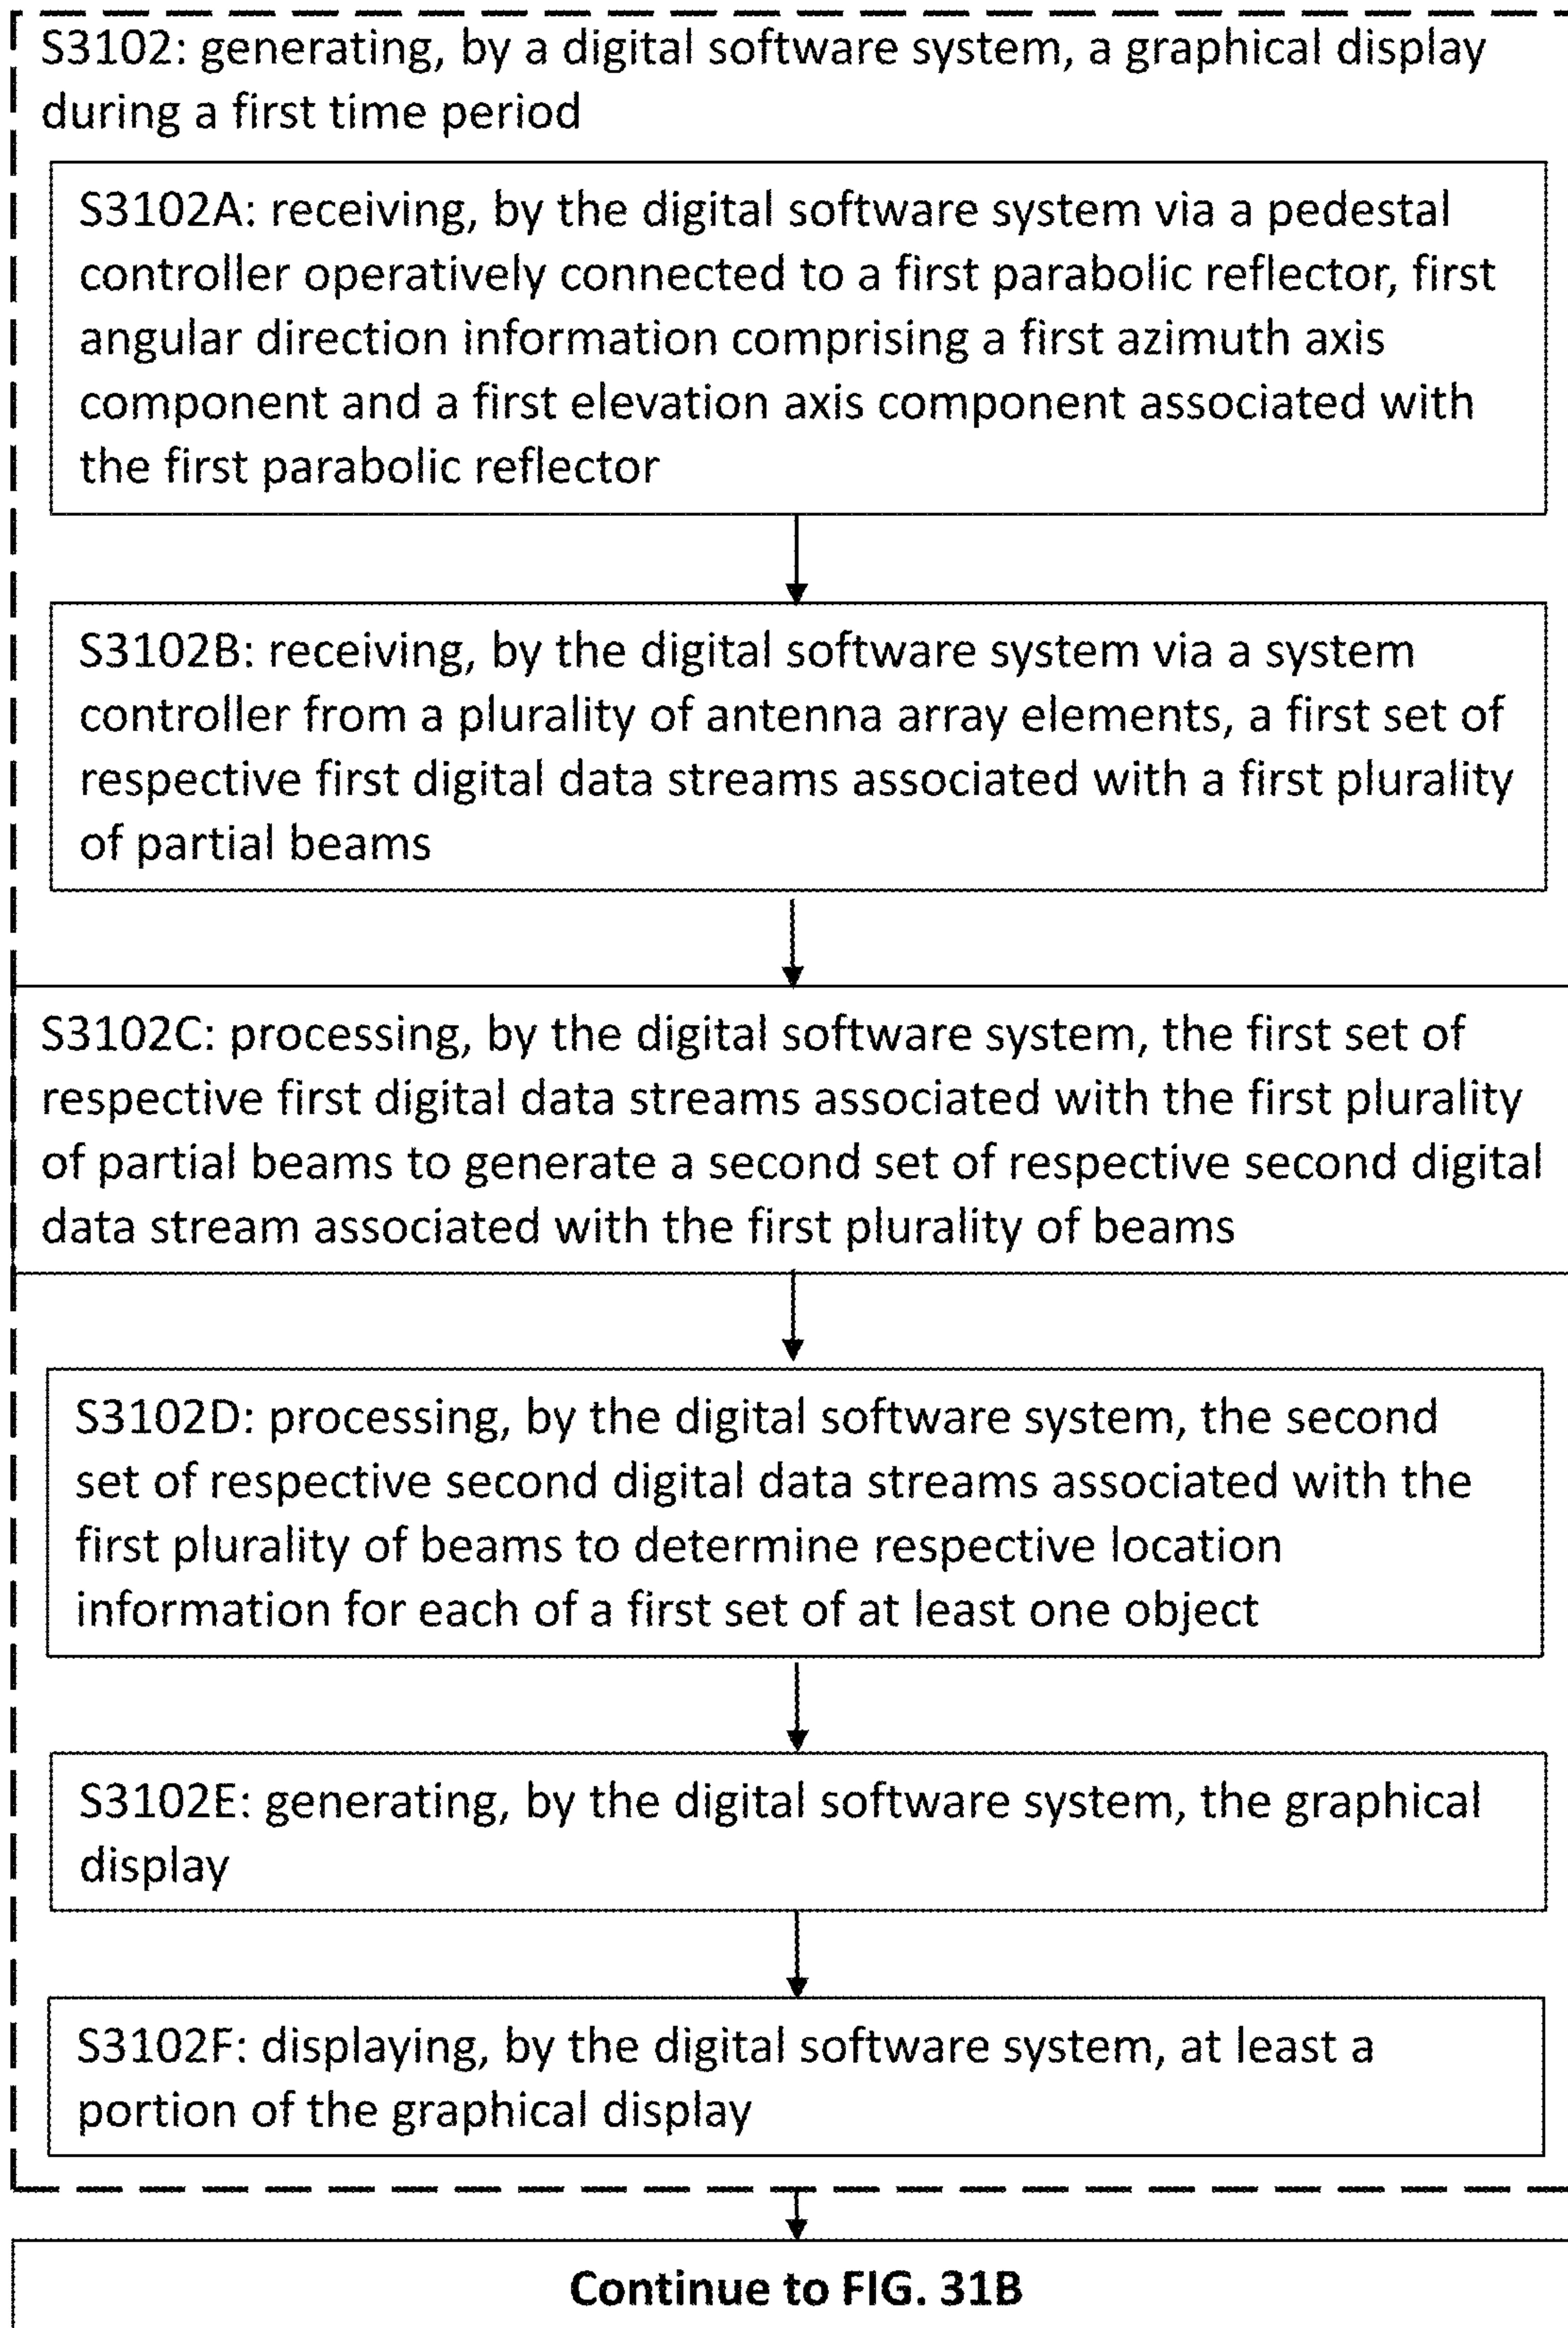 S3102: generating, by a digital software system, a graphical display
during a first time period
S3102A: receiving, by the digital software system via a pedestal
controller operatively connected to a first parabolic reflector, first
angular direction information comprising a first azimuth axis
component and a first elevation axis component associated with
the first parabolic reflector
S3102B: receiving, by the digital software system via a system
controller from a plurality of antenna array elements, a first set of
respective first digital data streams associated with a first plurality
of partial beams
S3102C: processing, by the digital software system, the first set of
respective first digital data streams associated with the first plurality
of partial beams to generate a second set of respective second digital
data stream associated with the first plurality of beams
S3102D: processing, by the digital software system, the second
set of respective second digital data streams associated with the
first plurality of beams to determine respective location
information for each of a first set of at least one object
S3102E: generating, by the digital software system, the graphical
display
S3102F: displaying, by the digital software system, at least a
portion of the graphical display
Continue to FIG. 31B